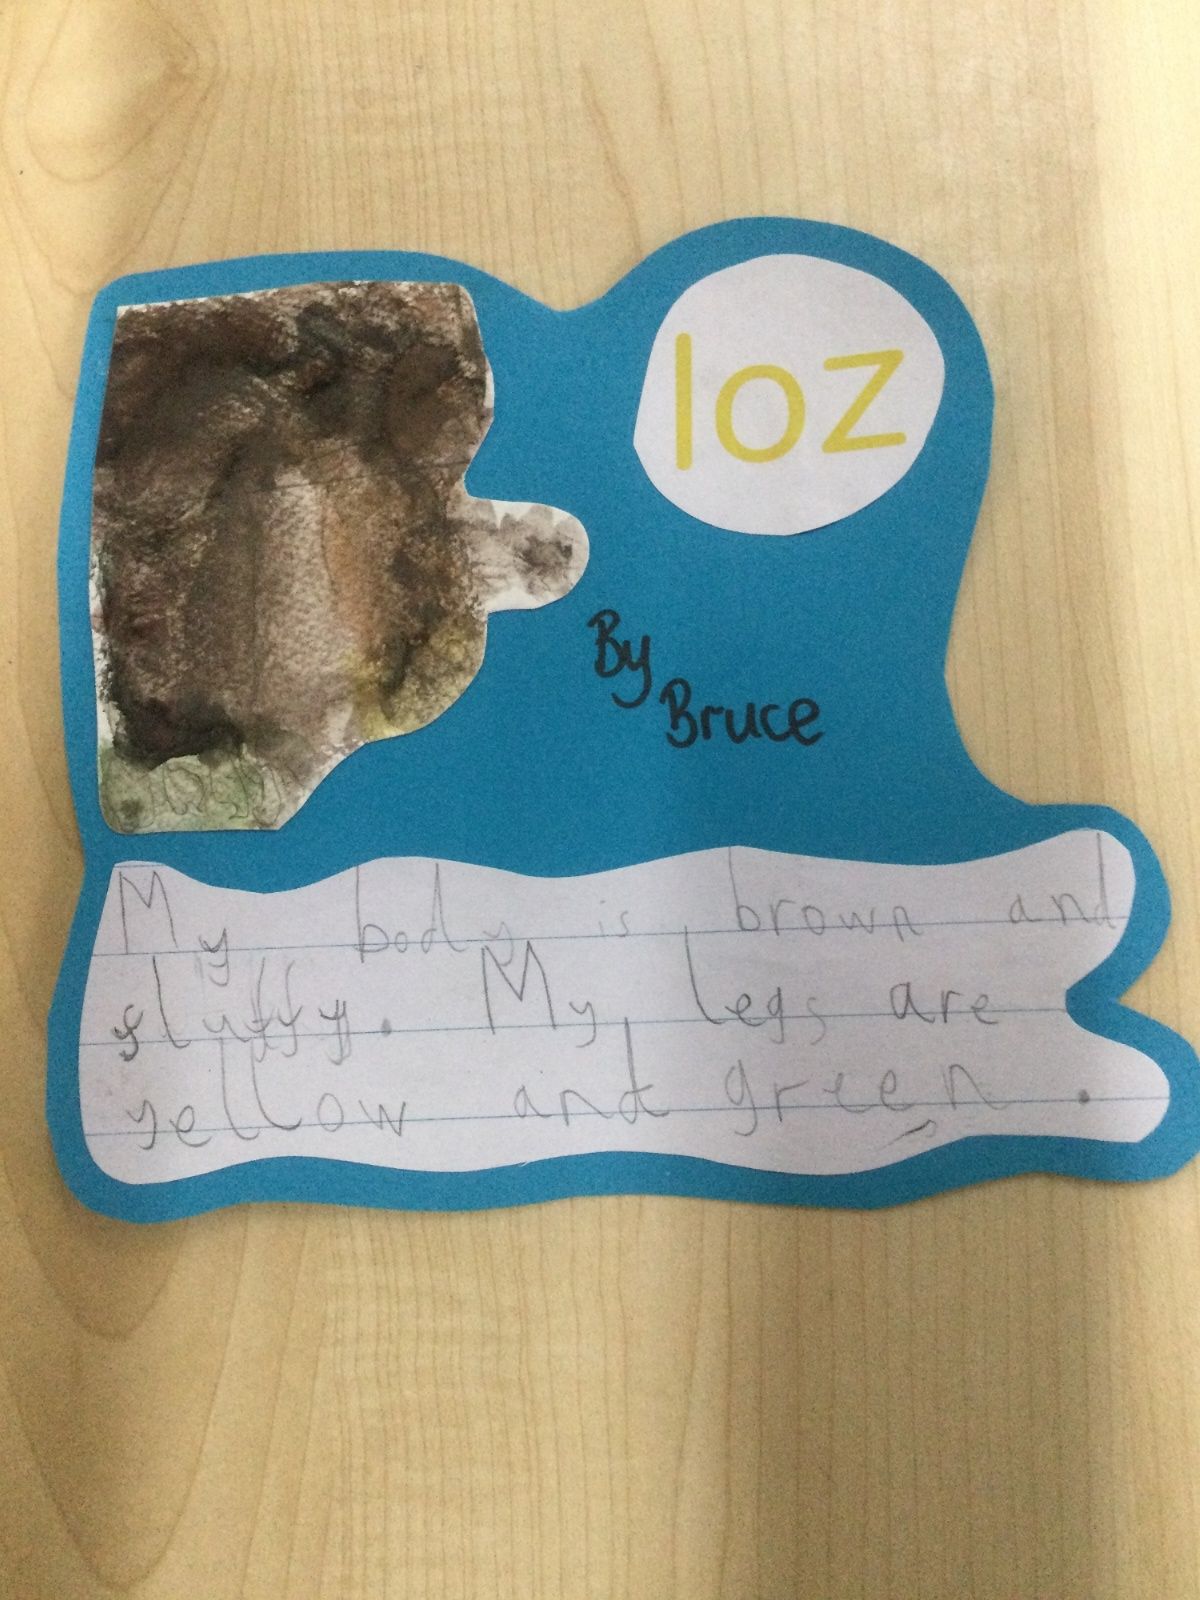 loz
By
Bruce
My body is brown and
fluffy. My legs are
yellow and green.